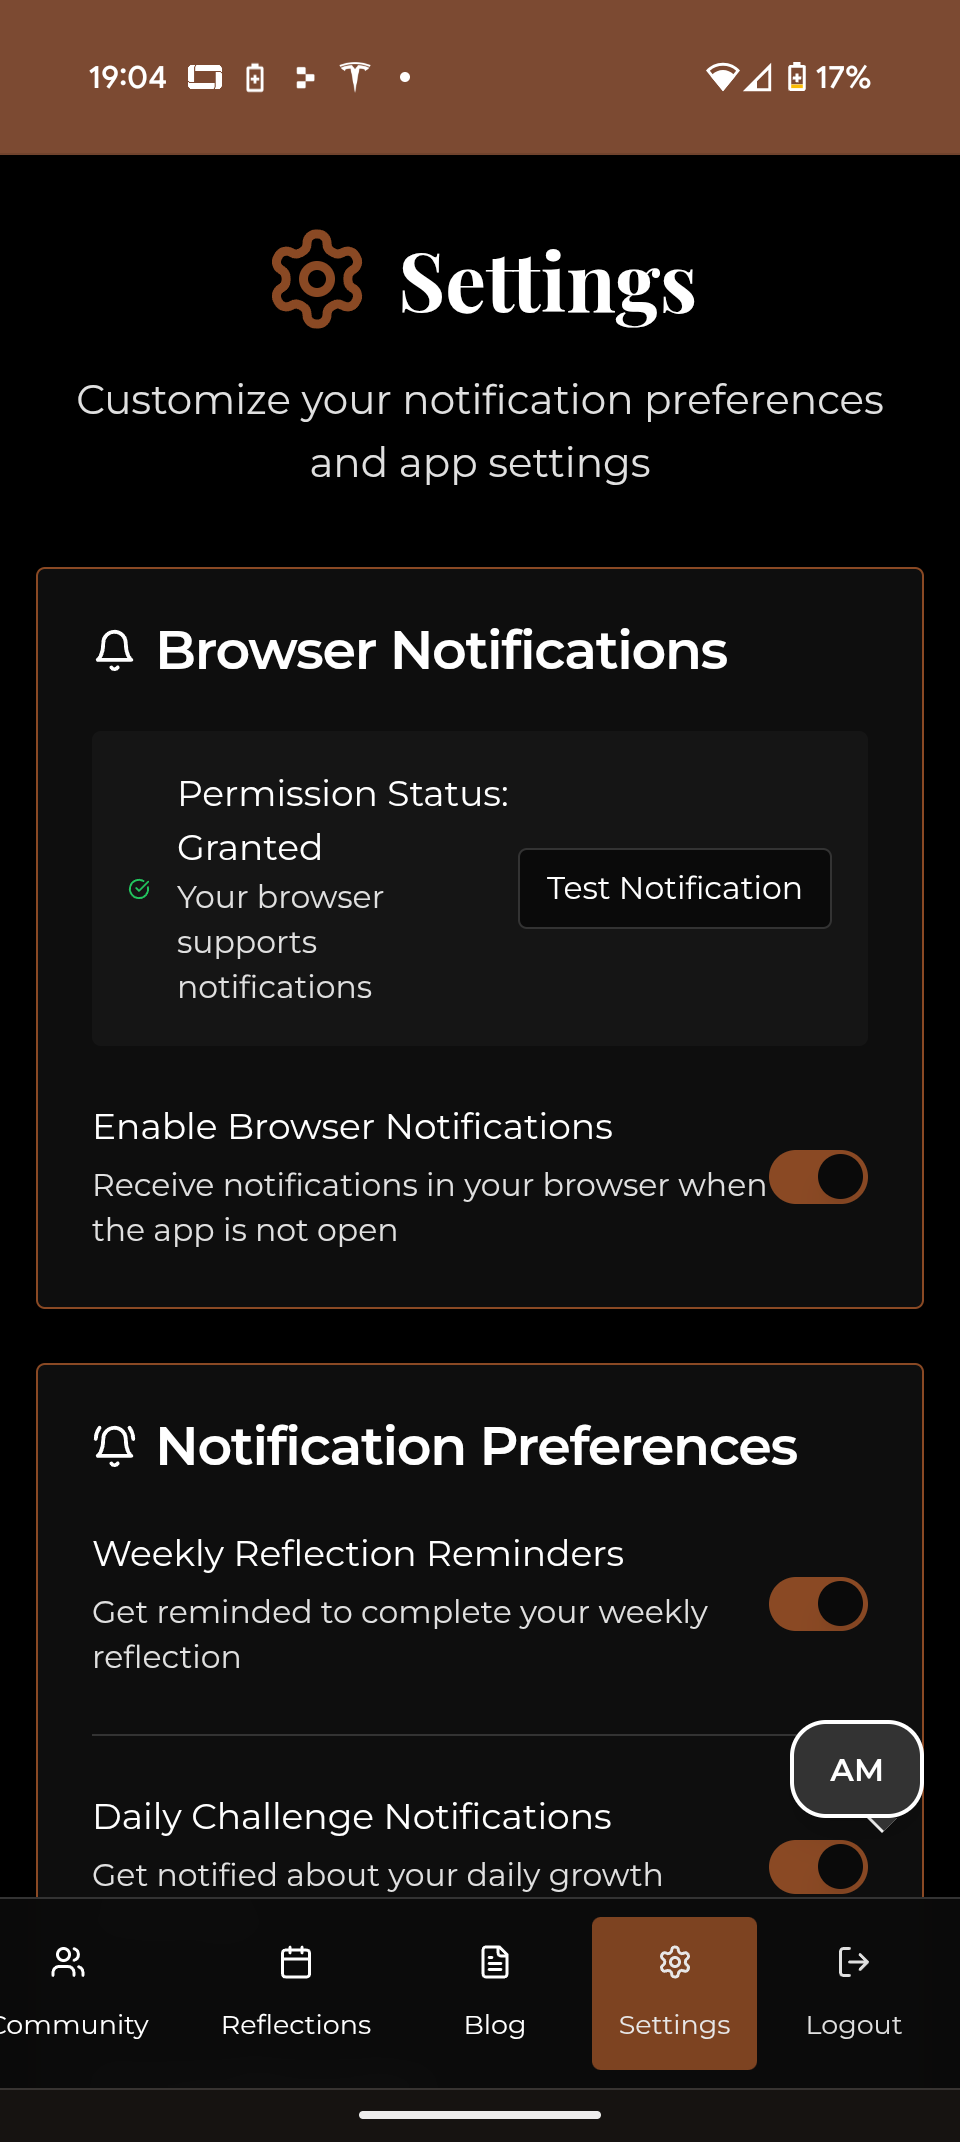 19:04
17%
Settings
Customize your notification preferences
and app settings
Browser Notifications
Permission Status:
Granted
Your browser
supports
notifications
Test Notification
Enable Browser Notifications
Receive notifications in your browser when
the app is not open
Notification Preferences
Weekly Reflection Reminders
Get reminded to complete your weekly
reflection
AM
Daily Challenge Notifications
Get notified about your daily growth
Community
Reflections
Blog
Settings
Logout